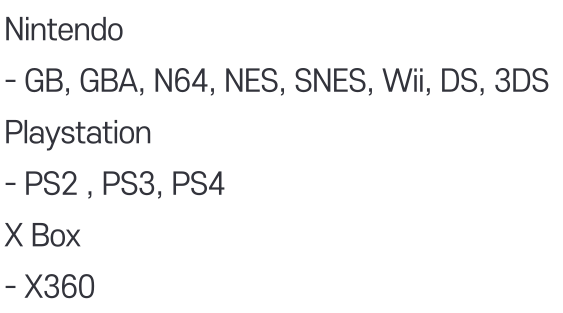 Nintendo
- GB, GBA, N64, NES, SNES, Wii, DS, 3DS
Playstation
- PS2 , PS3, PS4
X Box
- X360